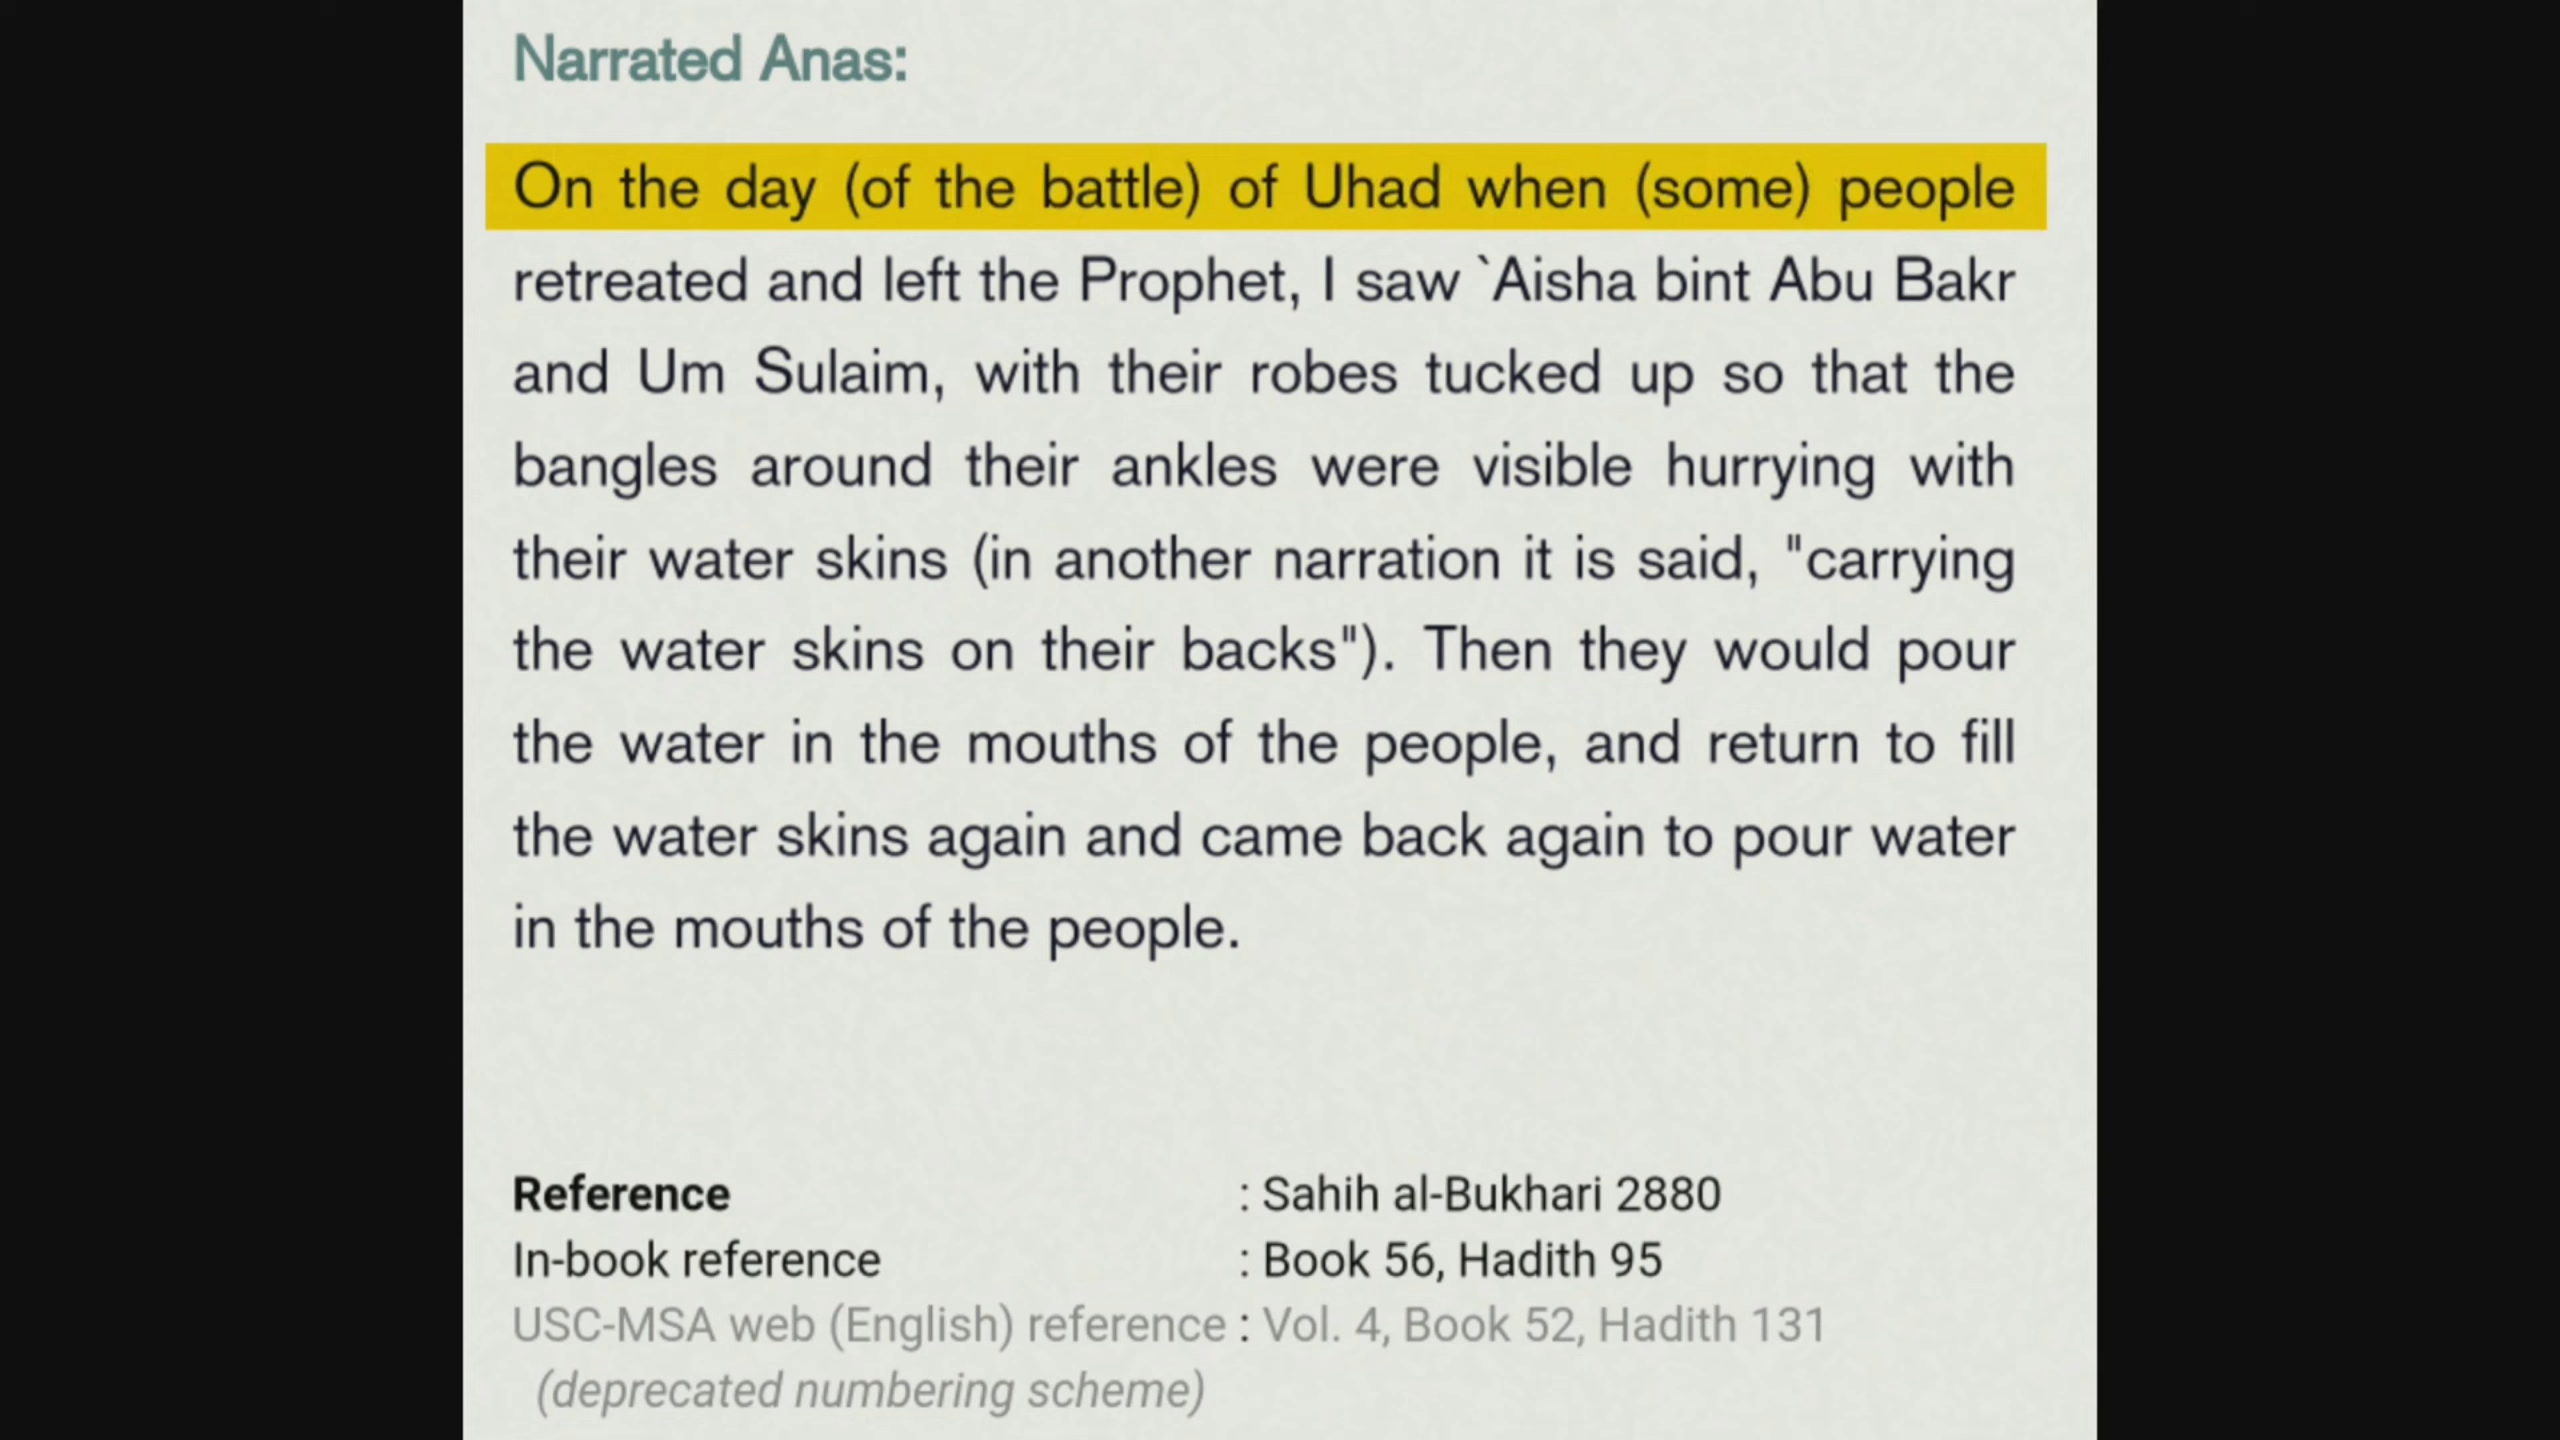 Narrated Anas:
On the day (of the battle) of Uhad when (some) people
retreated and left the Prophet, I saw `Aisha bint Abu Bakr
and Um Sulaim, with their robes tucked up so that the
bangles around their ankles were visible hurrying with
their water skins (in another narration it is said, "carrying
the water skins on their backs"). Then they would pour
the water in the mouths of the people, and return to fill
the water skins again and came back again to pour water
in the mouths of the people.
Reference : Sahih al-Bukhari 2880
In-book reference : Book 56, Hadith 95
USC-MSA web (English) reference : Vol. 4, Book 52, Hadith 131
(deprecated numbering scheme)